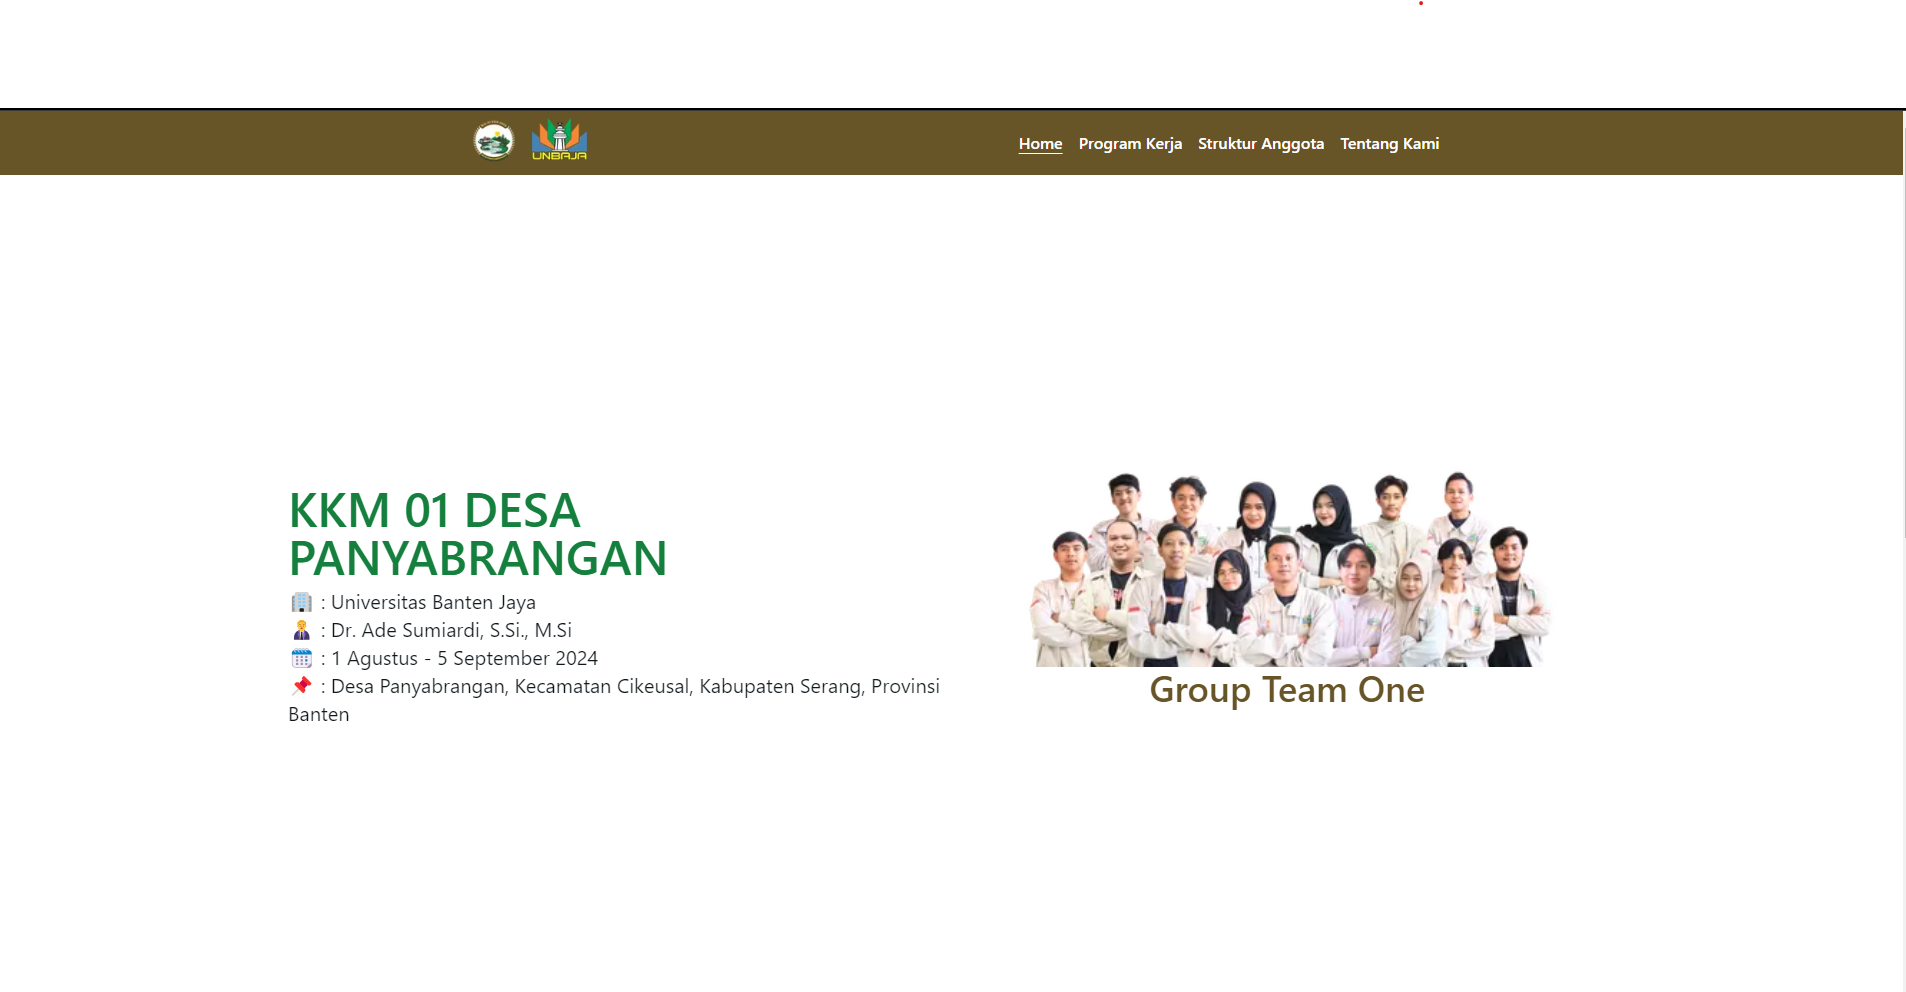 UNBAJA
Home Program Kerja Struktur Anggota Tentang Kami
KKM 01 DESA
PANYABRANGAN
: Universitas Banten Jaya
: Dr. Ade Sumiardi, S.Si., M.Si
: 1 Agustus - 5 September 2024
: Desa Panyabrangan, Kecamatan Cikeusal, Kabupaten Serang, Provinsi
Banten
Group Team One